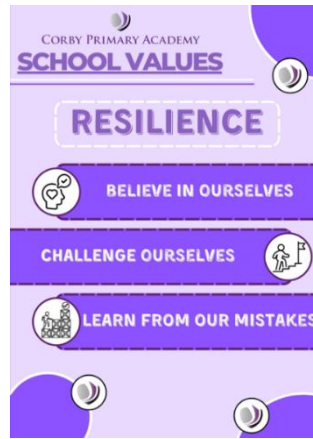 CORBY PRIMARY ACADEMY
SCHOOL VALUES
RESILIENCE
BELIEVE IN OURSELVES
CHALLENGE OURSELVES
LEARN FROM OUR MISTAKES